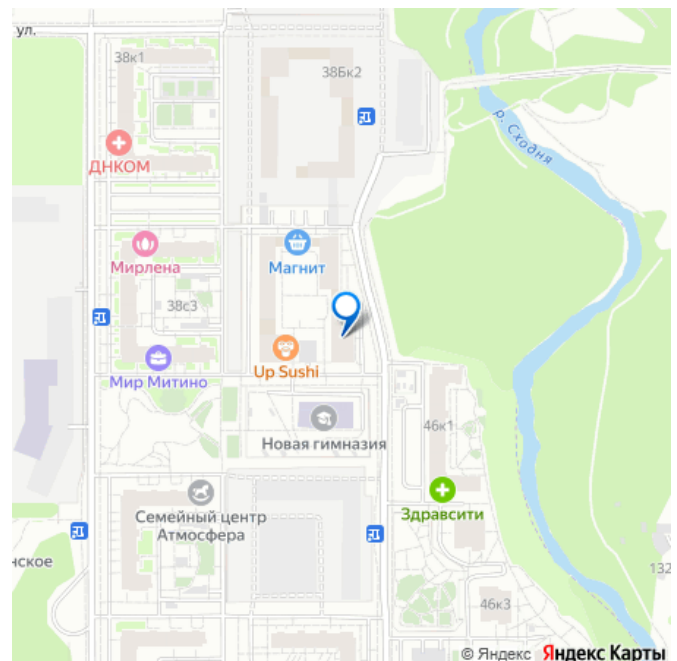 ул.
38к1
38Бк2
р. Сходня
ДНКОМ
Мирлена
Магнит
38с3
Up Sushi
Мир Митино
46к1
Новая гимназия
Здравсити
Семейный центр
Атмосфера
нское
132
46к3
© Яндекс Яндекс Карты